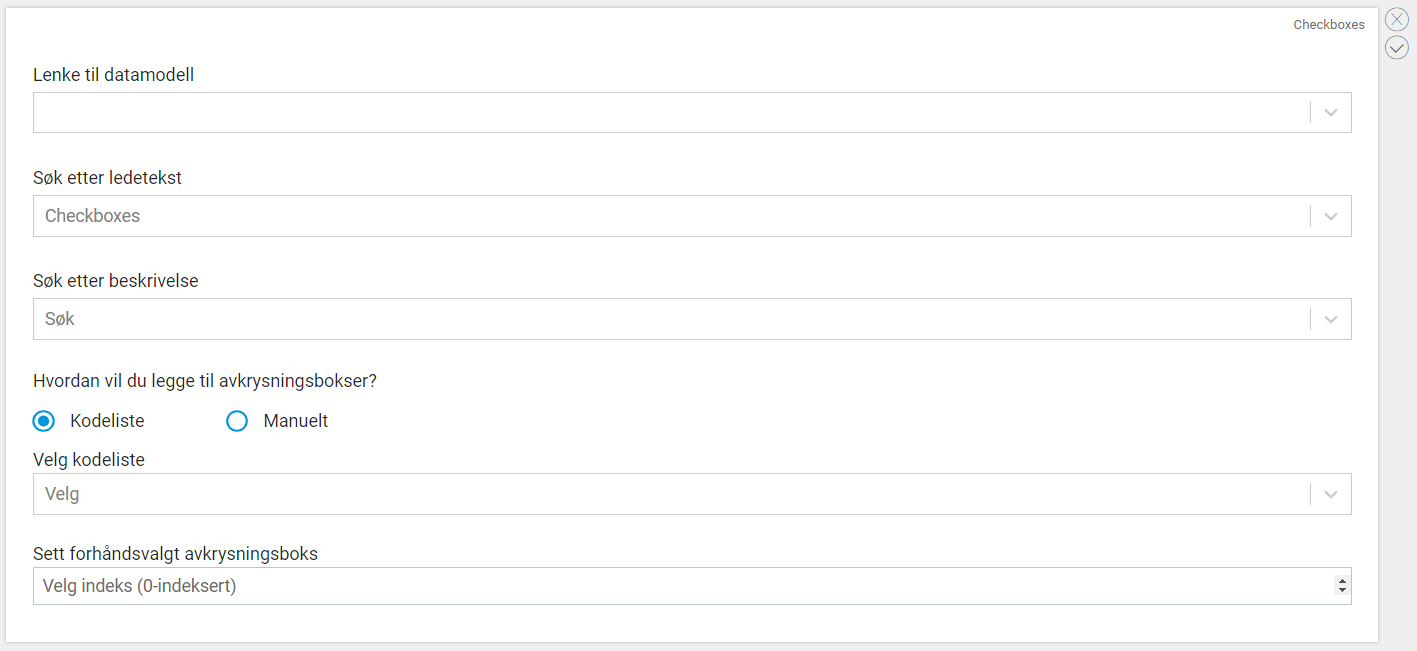 Checkboxes
Lenke til datamodell
Søk etter ledetekst
Checkboxes
Søk etter beskrivelse
Søk
Hvordan vil du legge til avkrysningsbokser?
Kodeliste Manuelt
Velg kodeliste
Velg
Sett forhåndsvalgt avkrysningsboks
Velg indeks (0-indeksert)